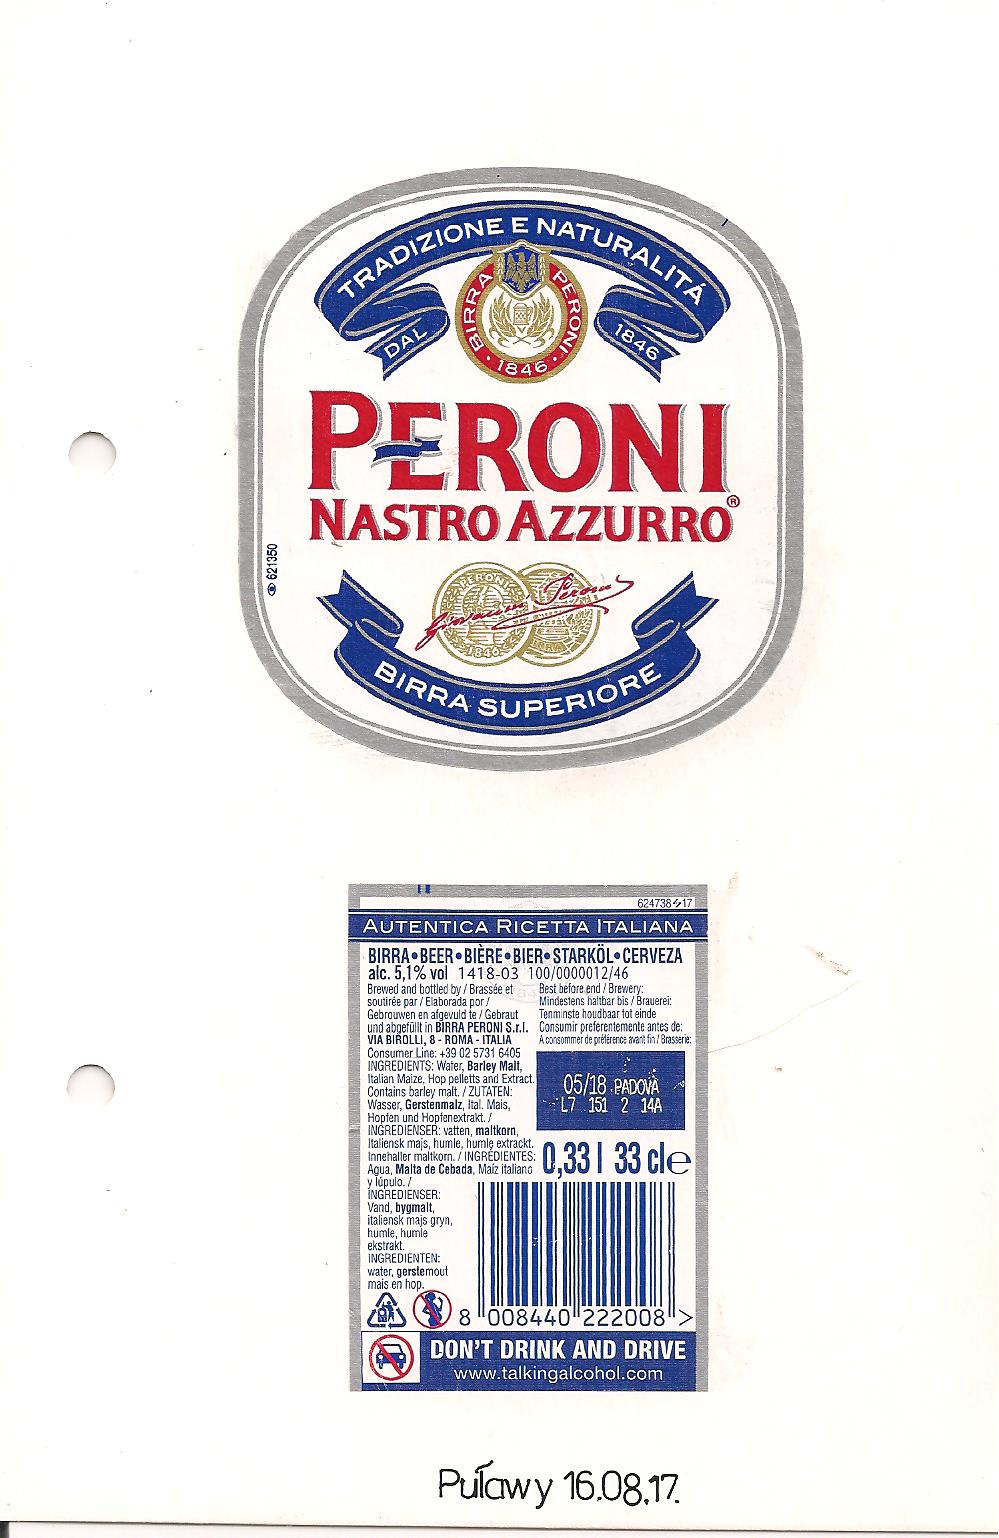 TRADIZIONE E NATURALITÁ
DAL 1846
BIRRA PERONI
· 1846 ·
PERONI
NASTRO AZZURRO®
621350
PERONI
1846
Giovanni Peroni
BIRRA SUPERIORE
624738 17
AUTENTICA RICETTA ITALIANA
BIRRA•BEER•BIÈRE•BIER•STARKÖL•CERVEZA
alc. 5,1% vol 1418-03 100/0000012/46
Brewed and bottled by / Brassée et
soutirée par / Elaborada por /
Gebrouwen en afgevuld te / Gebraut
und abgefüllt in BIRRA PERONI S.r.l.
VIA BIROLLI, 8 - ROMA - ITALIA
Consumer Line: +39 02 5731 6405
INGREDIENTS: Water, Barley Malt,
Italian Maize, Hop pelletts and Extract.
Contains barley malt. / ZUTATEN:
Wasser, Gerstenmalz, Ital. Mais,
Hopfen und Hopfenextrakt. /
INGREDIENSER: vatten, maltkorn,
Italiensk majs, humle, humle extrackt.
Innehaller maltkorn. / INGRÉDIENTES:
Agua, Malta de Cebada, Maíz italiano
y lúpulo. /
INGREDIENSER:
Vand, bygmalt,
italiensk majs gryn,
humle, humle
ekstrakt.
INGREDIENTEN:
water, gerstemout
mais en hop.
Best before end / Brewery:
Mindestens haltbar bis / Brauerei:
Tenminste houdbaar tot einde
Consumir preferentemente antes de:
A consommer de préférence avant fin / Brasserie:
05/18 PADOVA
L7 151 2 14A
0,33 l 33 cl e
8 008440 222008 >
DON'T DRINK AND DRIVE
www.talkingalcohol.com
Puławy 16.08.17.